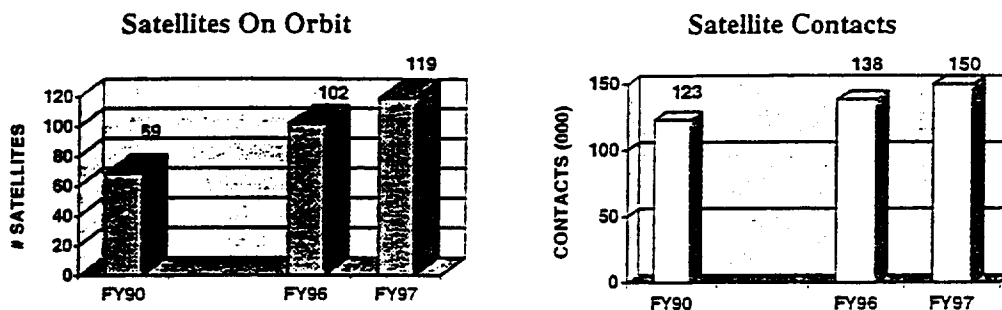 Satellites On Orbit
# SATELLITES
120
100
80
60
40
20
0
69
102
119
FY90
FY96
FY97
Satellite Contacts
CONTACTS (000)
150
100
50
0
123
138
150
FY90
FY96
FY97